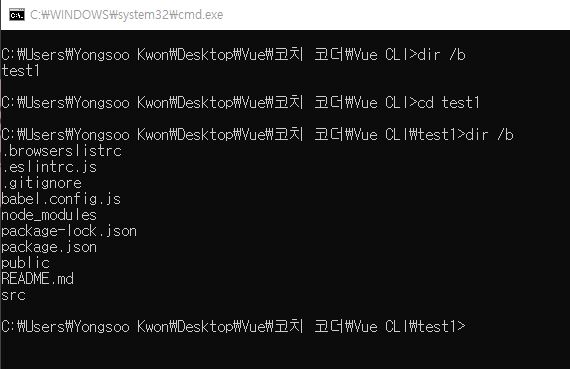 C:₩WINDOWS₩system32₩cmd.exe
C:₩Users₩Yongsoo Kwon₩Desktop₩Vue₩코치 코더₩Vue CLI>dir /b
test1
C:₩Users₩Yongsoo Kwon₩Desktop₩Vue₩코치 코더₩Vue CLI>cd test1
C:₩Users₩Yongsoo Kwon₩Desktop₩Vue₩코치 코더₩Vue CLI₩test1>dir /b
.browserslistrc
.eslintrc.js
.gitignore
babel.config.js
node_modules
package-lock.json
package.json
public
README.md
src
C:₩Users₩Yongsoo Kwon₩Desktop₩Vue₩코치 코더₩Vue CLI₩test1>